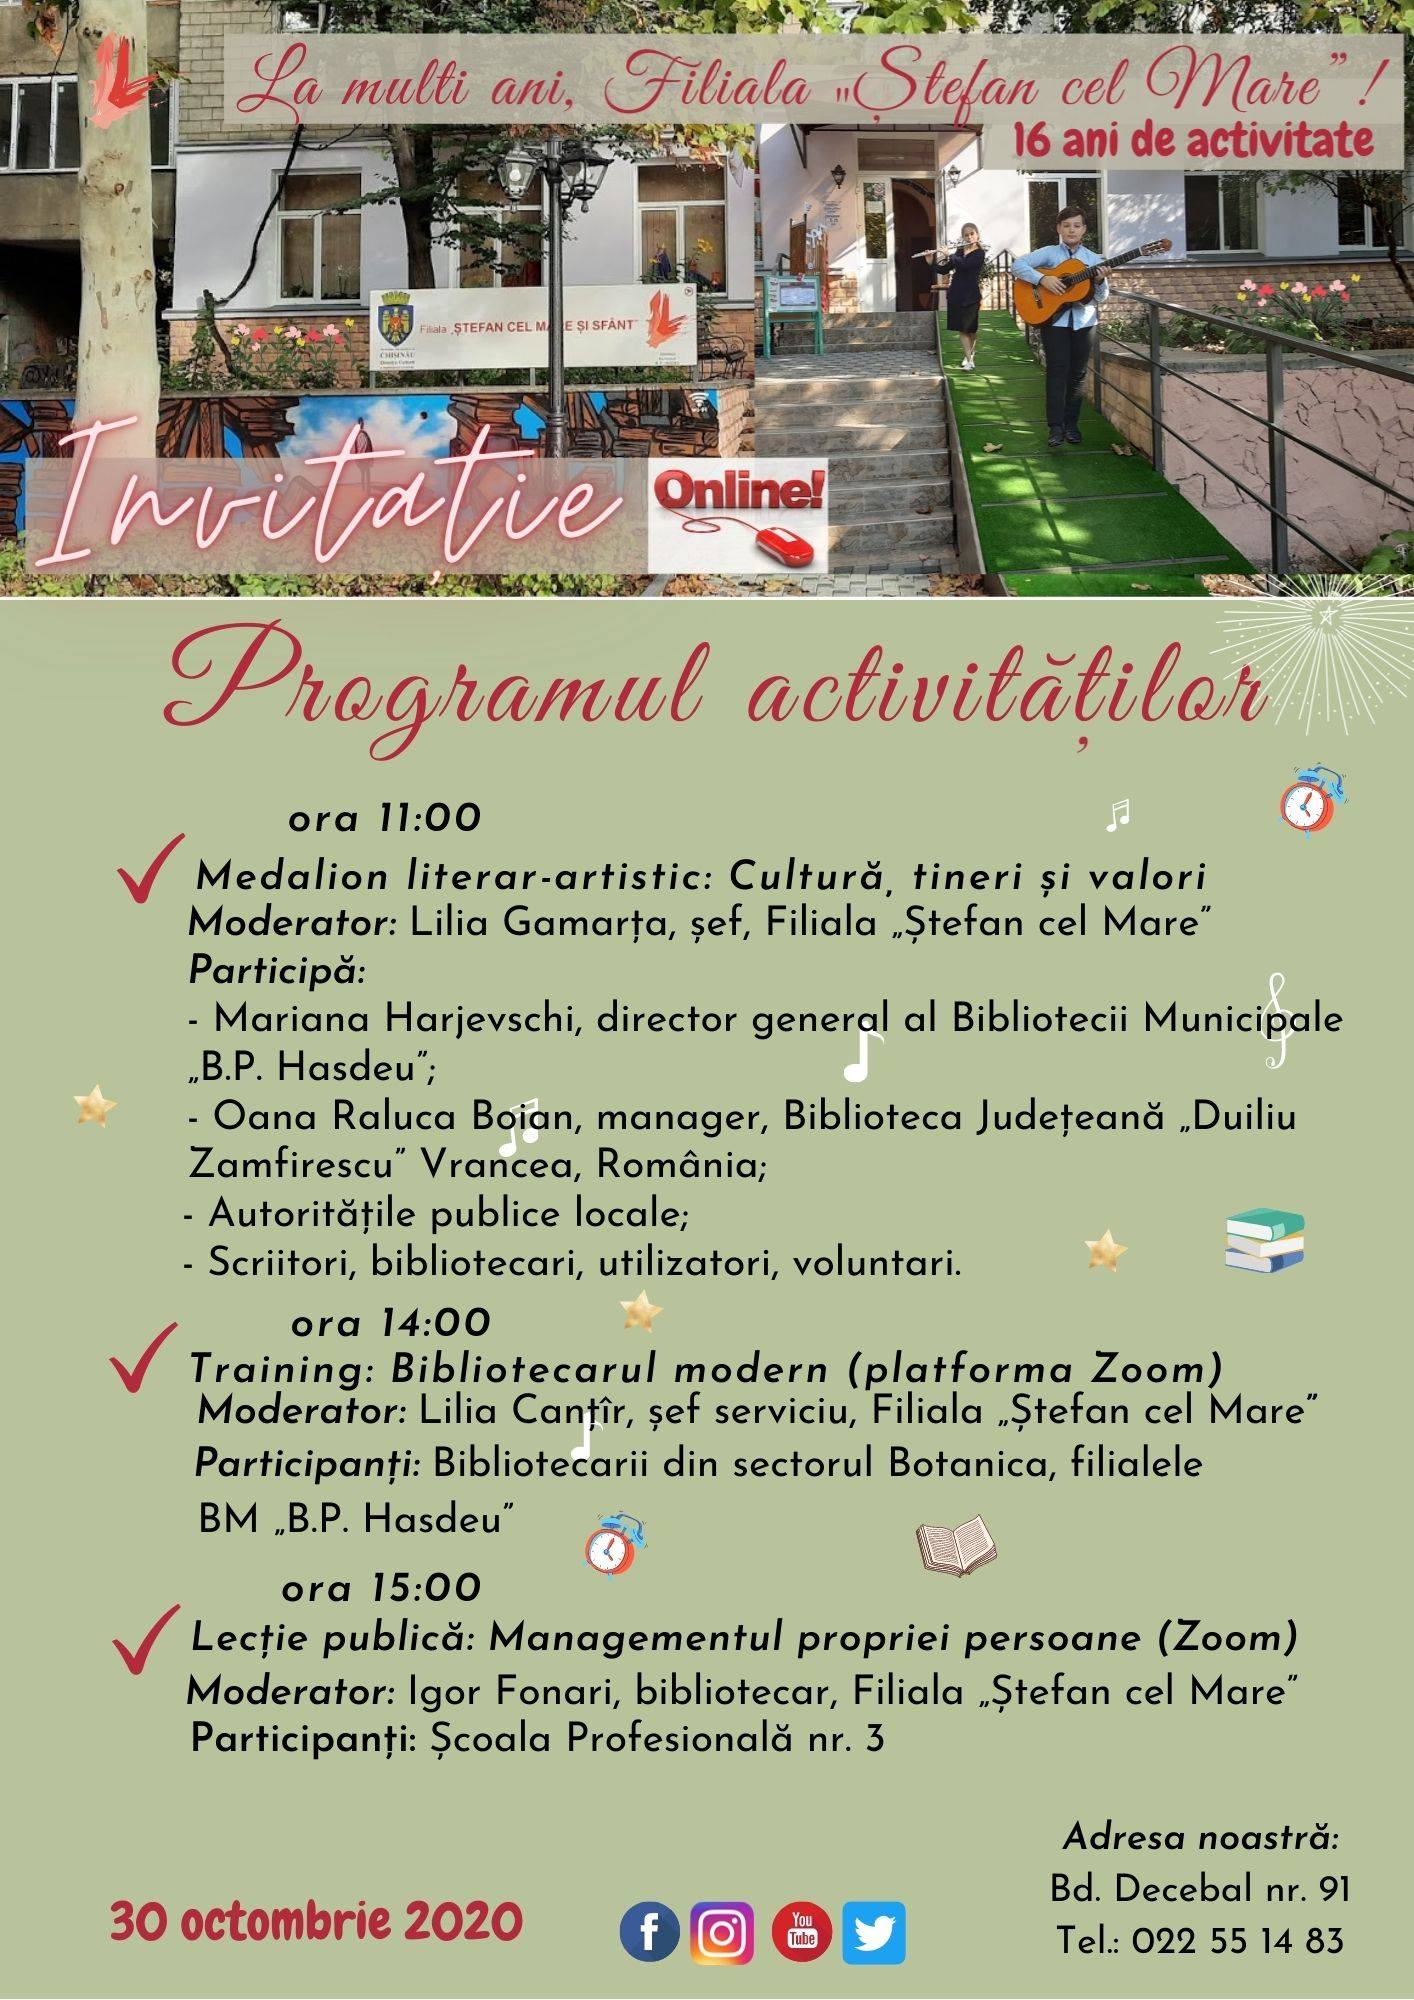 La multi ani, Filiala „Ștefan cel Mare” !
16 ani de activitate
Filiala „ȘTEFAN CEL MARE ȘI SFÂNT”
CHIȘINĂU
Invitație
Online!
Programul activităților
ora 11:00
Medalion literar-artistic: Cultură, tineri și valori
Moderator: Lilia Gamarța, șef, Filiala „Ștefan cel Mare”
Participă:
- Mariana Harjevschi, director general al Bibliotecii Municipale
„B.P. Hasdeu”;
- Oana Raluca Boian, manager, Biblioteca Județeană „Duiliu
Zamfirescu” Vrancea, România;
- Autoritățile publice locale;
- Scriitori, bibliotecari, utilizatori, voluntari.
ora 14:00
Training: Bibliotecarul modern (platforma Zoom)
Moderator: Lilia Canțîr, șef serviciu, Filiala „Ștefan cel Mare”
Participanți: Bibliotecarii din sectorul Botanica, filialele
BM „B.P. Hasdeu”
ora 15:00
Lecție publică: Managementul propriei persoane (Zoom)
Moderator: Igor Fonari, bibliotecar, Filiala „Ștefan cel Mare”
Participanți: Școala Profesională nr. 3
Adresa noastră:
Bd. Decebal nr. 91
Tel.: 022 55 14 83
30 octombrie 2020
You
Tube